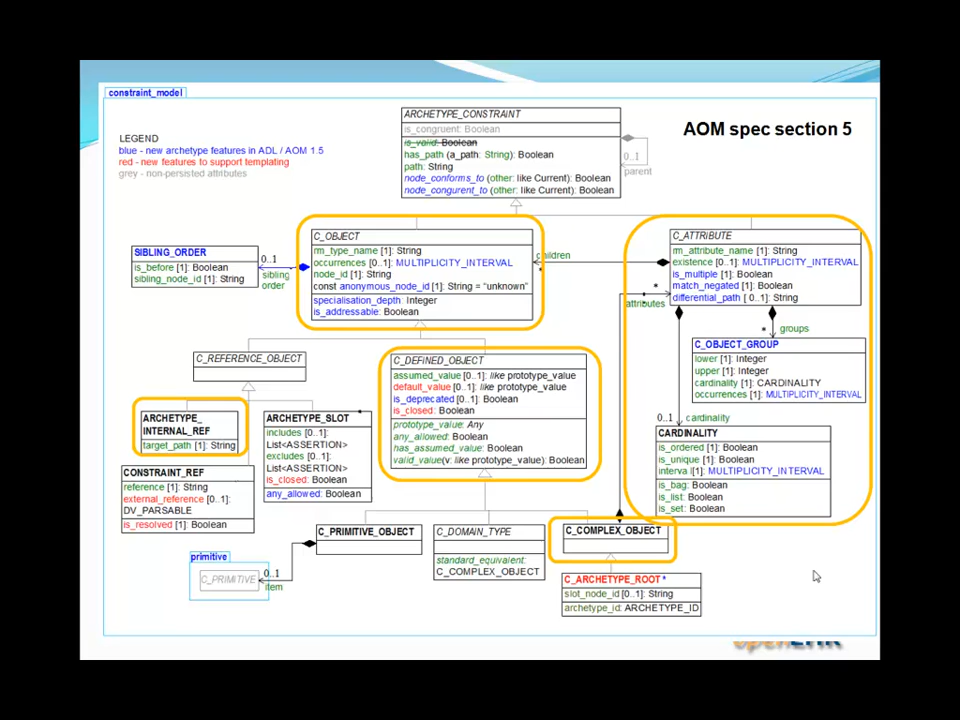 constraint_model
AOM spec section 5
LEGEND
blue - new archetype features in ADL / AOM 1.5
red - new features to support templating
grey - non-persisted attributes
ARCHETYPE_CONSTRAINT
is_congruent: Boolean
is_valid: Boolean
has_path (a_path: String): Boolean
path: String
node_conforms_to (other: like Current): Boolean
node_congurent_to (other: like Current): Boolean
0..1
parent
SIBLING_ORDER
is_before [1]: Boolean
sibling_node_id [1]: String
0..1
sibling
order
C_OBJECT
rm_type_name [1]: String
occurrences [0..1]: MULTIPLICITY_INTERVAL
node_id [1]: String
const anonymous_node_id [1]: String = “unknown”
specialisation_depth: Integer
is_addressable: Boolean
children
*
C_ATTRIBUTE
rm_attribute_name [1]: String
existence [0..1]: MULTIPLICITY_INTERVAL
is_multiple [1]: Boolean
match_negated [1]: Boolean
differential_path [ 0..1]: String
*
attributes
*
groups
C_OBJECT_GROUP
lower [1]: Integer
upper [1]: Integer
cardinality [1]: CARDINALITY
occurrences [1]: MULTIPLICITY_INTERVAL
0..1
cardinality
CARDINALITY
is_ordered [1]: Boolean
is_unique [1]: Boolean
interva l[1]: MULTIPLICITY_INTERVAL
is_bag: Boolean
is_list: Boolean
is_set: Boolean
C_REFERENCE_OBJECT
C_DEFINED_OBJECT
assumed_value [0..1]: like prototype_value
default_value [0..1]: like prototype_value
is_deprecated [0..1]: Boolean
is_closed: Boolean
prototype_value: Any
any_allowed: Boolean
has_assumed_value: Boolean
valid_value(v: like prototype_value): Boolean
ARCHETYPE_
INTERNAL_REF
target_path [1]: String
ARCHETYPE_SLOT
includes [0..1]:
List<ASSERTION>
excludes [0..1]:
List<ASSERTION>
is_closed [1]: Boolean
any_allowed: Boolean
CONSTRAINT_REF
reference [1]: String
external_reference [0..1]:
DV_PARSABLE
is_resolved [1]: Boolean
primitive
C_PRIMITIVE
0..1
item
C_PRIMITIVE_OBJECT
C_DOMAIN_TYPE
standard_equivalent:
C_COMPLEX_OBJECT
C_COMPLEX_OBJECT
C_ARCHETYPE_ROOT *
slot_node_id [0..1]: String
archetype_id: ARCHETYPE_ID